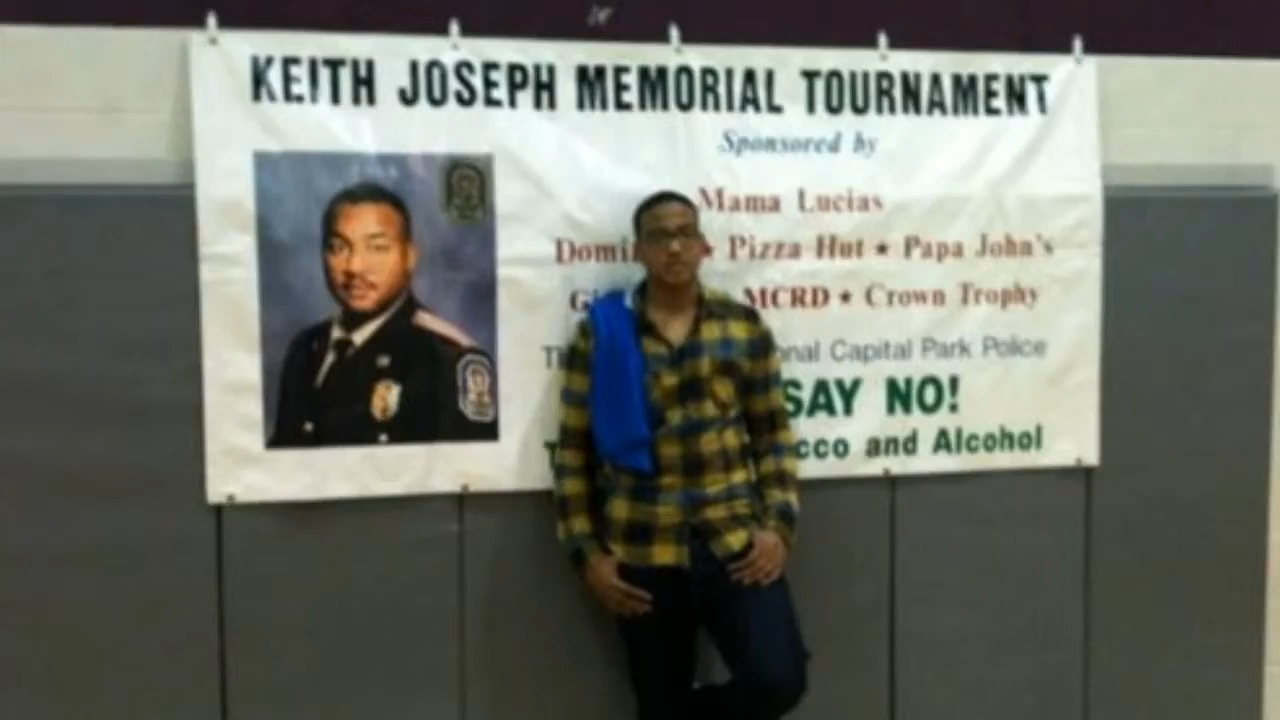 KEITH JOSEPH MEMORIAL TOURNAMENT
Sponsored by
Mama Lucias
Domi ★ Pizza Hut ★ Papa John's
MCRD ★ Crown Trophy
onal Capital Park Police
SAY NO!
cco and Alcohol